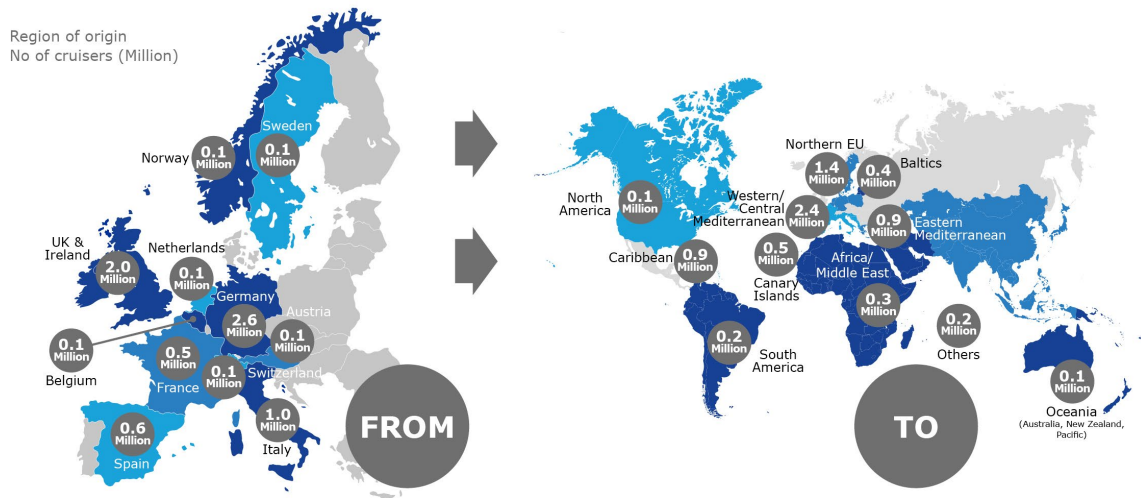 Region of origin
No of cruisers (Million)
Sweden
0.1
Million
Norway
0.1
Million
UK &
Ireland
2.0
Million
Netherlands
0.1
Million
Germany
2.6
Million
Austria
0.1
Million
0.1
Million
Belgium
0.5
Million
France
0.1
Million
Switzerland
1.0
Million
Italy
0.6
Million
Spain
FROM
North
America
0.1
Million
Northern EU
1.4
Million
Baltics
0.4
Million
Western/
Central
Mediterranean
2.4
Million
0.9
Million
Eastern
Mediterranean
Caribbean
0.9
Million
0.5
Million
Canary
Islands
Africa/
Middle East
0.3
Million
0.2
Million
Others
0.2
Million
South
America
0.1
Million
Oceania
(Australia, New Zealand,
Pacific)
TO